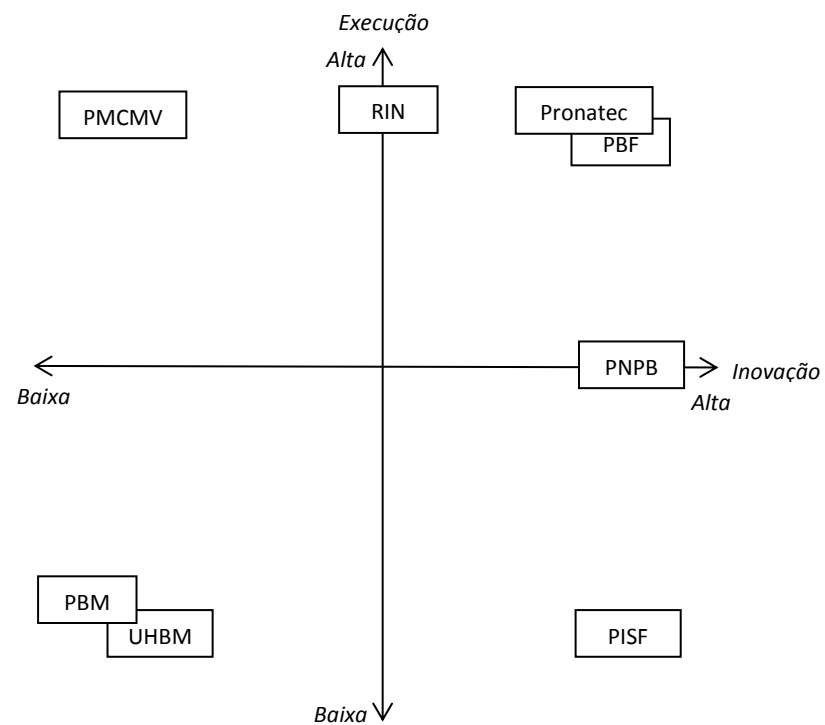 Execução
Alta
PMCMV
RIN
Pronatec
PBF
PNPB
Inovação
Baixa
Alta
PBM
UHBM
PISF
Baixa